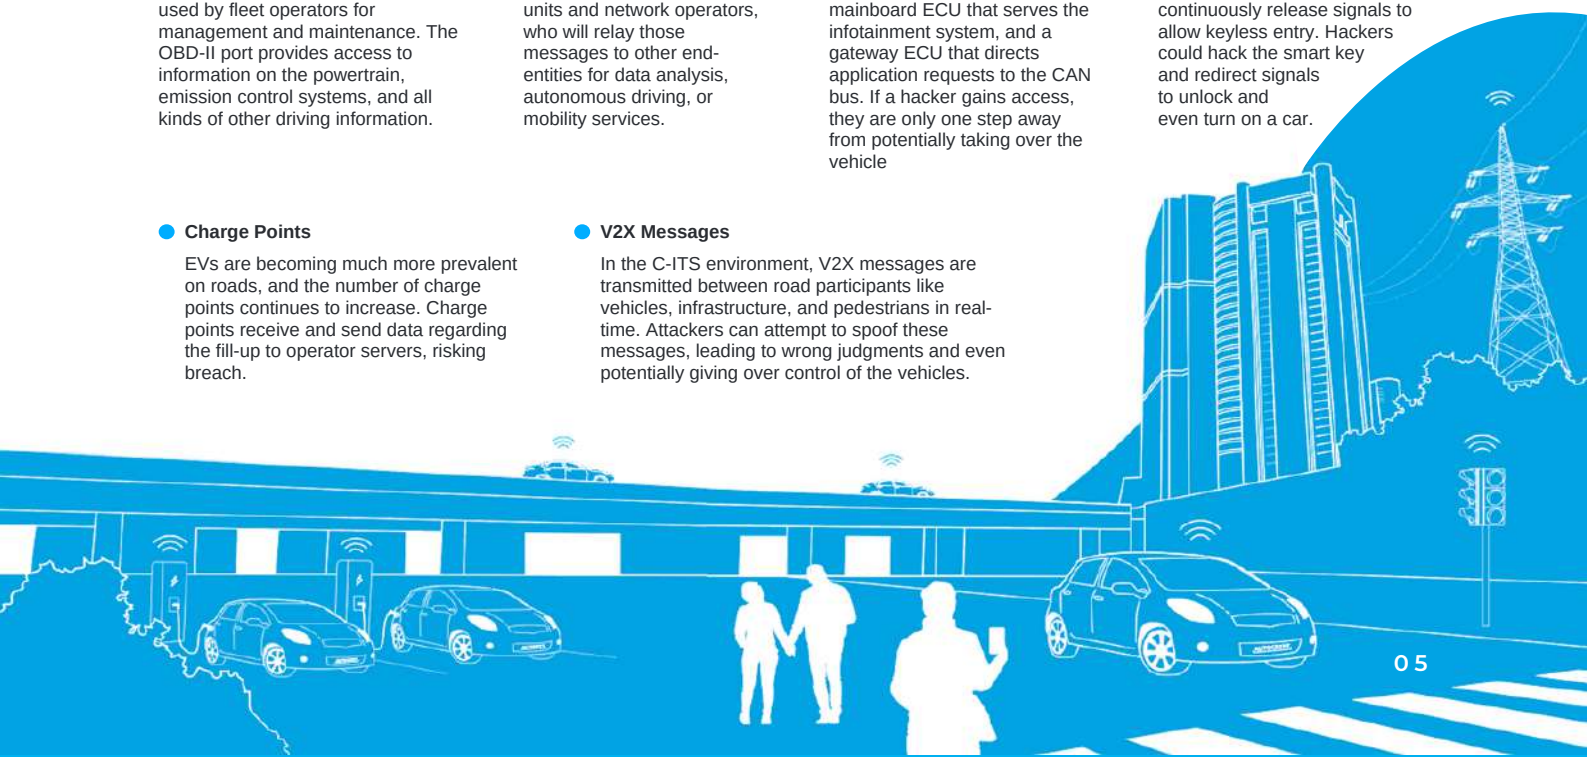 used by fleet operators for
management and maintenance. The
OBD-II port provides access to
information on the powertrain,
emission control systems, and all
kinds of other driving information.
units and network operators,
who will relay those
messages to other end-
entities for data analysis,
autonomous driving, or
mobility services.
mainboard ECU that serves the
infotainment system, and a
gateway ECU that directs
application requests to the CAN
bus. If a hacker gains access,
they are only one step away
from potentially taking over the
vehicle
continuously release signals to
allow keyless entry. Hackers
could hack the smart key
and redirect signals
to unlock and
even turn on a car.
Charge Points
EVs are becoming much more prevalent
on roads, and the number of charge
points continues to increase. Charge
points receive and send data regarding
the fill-up to operator servers, risking
breach.
V2X Messages
In the C-ITS environment, V2X messages are
transmitted between road participants like
vehicles, infrastructure, and pedestrians in real-
time. Attackers can attempt to spoof these
messages, leading to wrong judgments and even
potentially giving over control of the vehicles.
05